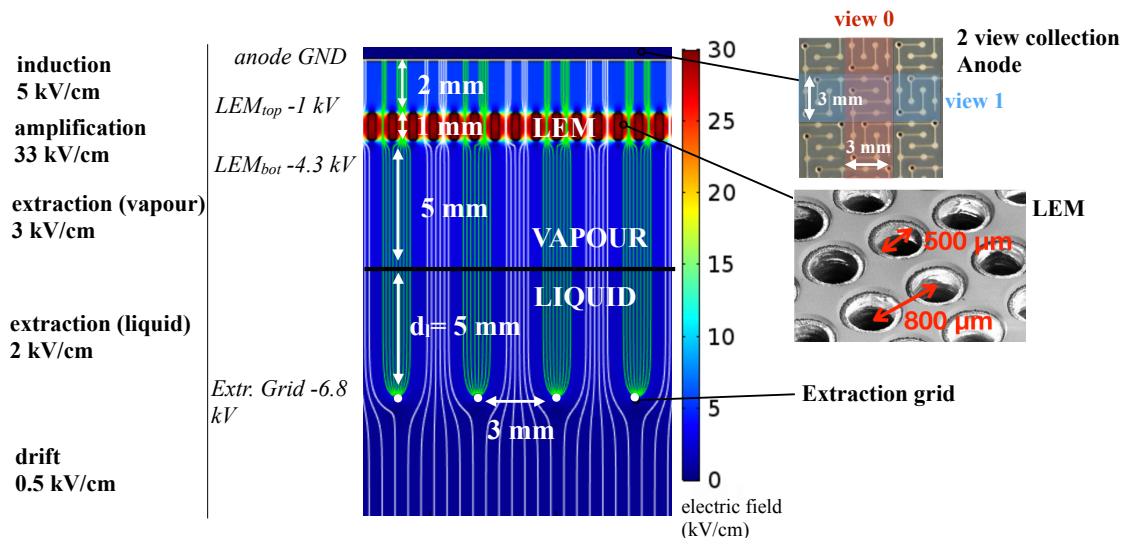 induction
5 kV/cm
amplification
33 kV/cm
extraction (vapour)
3 kV/cm
extraction (liquid)
2 kV/cm
drift
0.5 kV/cm
anode GND
LEMtop -1 kV
LEMbot -4.3 kV
Extr. Grid -6.8
kV
2 mm
1 mm
LEM
5 mm
VAPOUR
LIQUID
dl= 5 mm
3 mm
30
25
20
15
10
5
0
electric field
(kV/cm)
view 0
2 view collection
Anode
3 mm
view 1
3 mm
LEM
500 μm
800 μm
Extraction grid